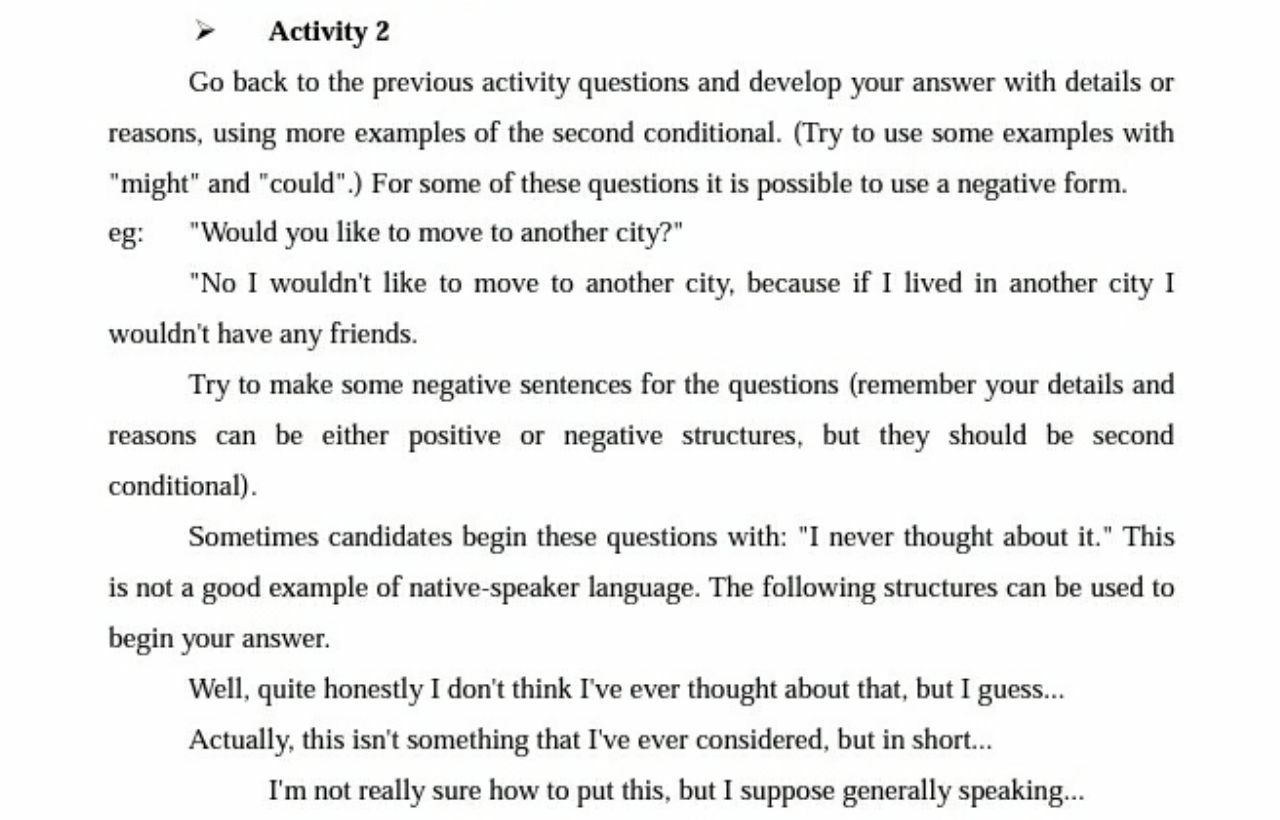 ➢ Activity 2
Go back to the previous activity questions and develop your answer with details or
reasons, using more examples of the second conditional. (Try to use some examples with
"might" and "could".) For some of these questions it is possible to use a negative form.
eg: "Would you like to move to another city?"
"No I wouldn't like to move to another city, because if I lived in another city I
wouldn't have any friends.
Try to make some negative sentences for the questions (remember your details and
reasons can be either positive or negative structures, but they should be second
conditional).
Sometimes candidates begin these questions with: "I never thought about it." This
is not a good example of native-speaker language. The following structures can be used to
begin your answer.
Well, quite honestly I don't think I've ever thought about that, but I guess...
Actually, this isn't something that I've ever considered, but in short...
I'm not really sure how to put this, but I suppose generally speaking...